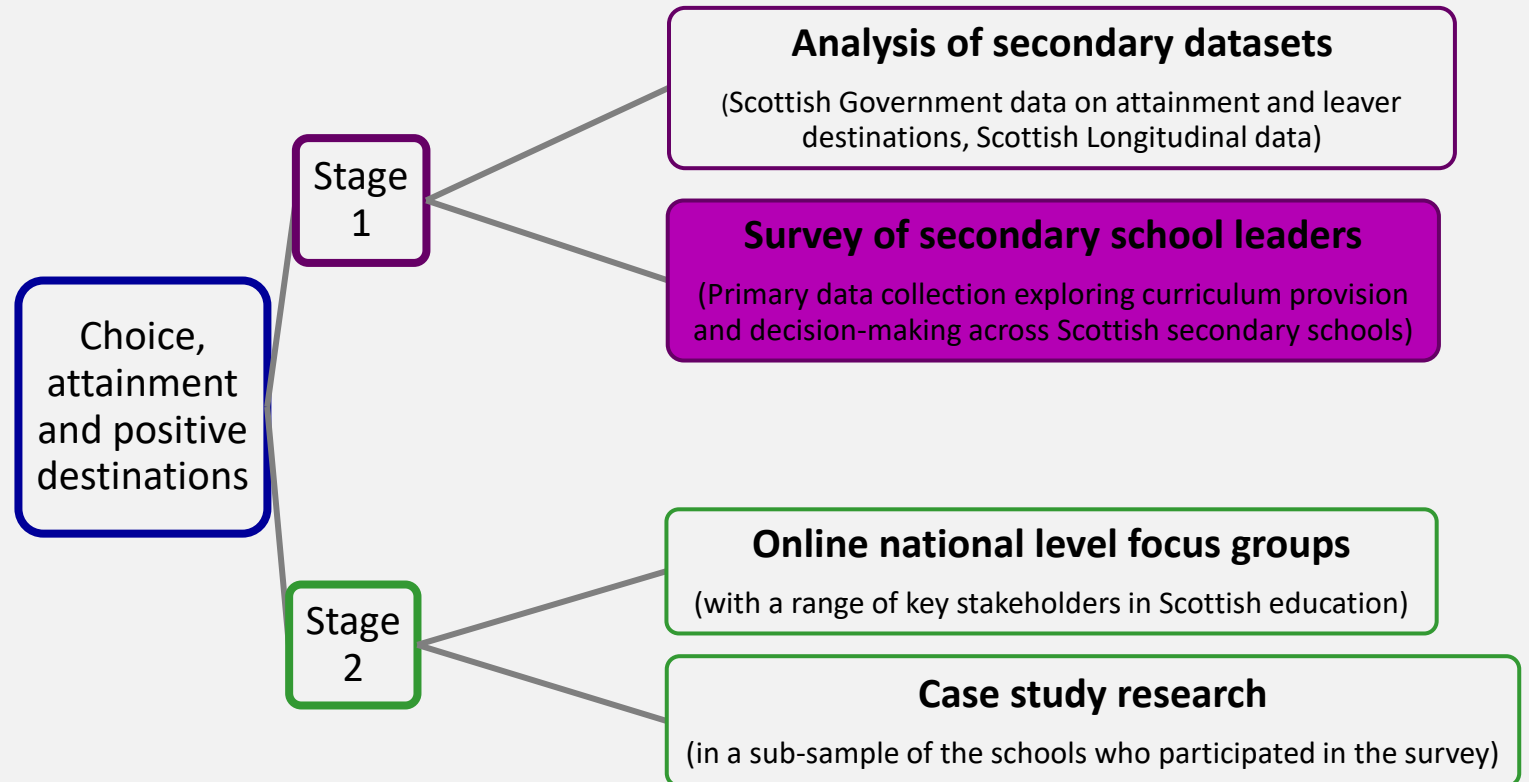 Choice,
attainment
and positive
destinations
Stage
1
Analysis of secondary datasets
(Scottish Government data on attainment and leaver
destinations, Scottish Longitudinal data)
Survey of secondary school leaders
(Primary data collection exploring curriculum provision
and decision-making across Scottish secondary schools)
Stage
2
Online national level focus groups
(with a range of key stakeholders in Scottish education)
Case study research
(in a sub-sample of the schools who participated in the survey)